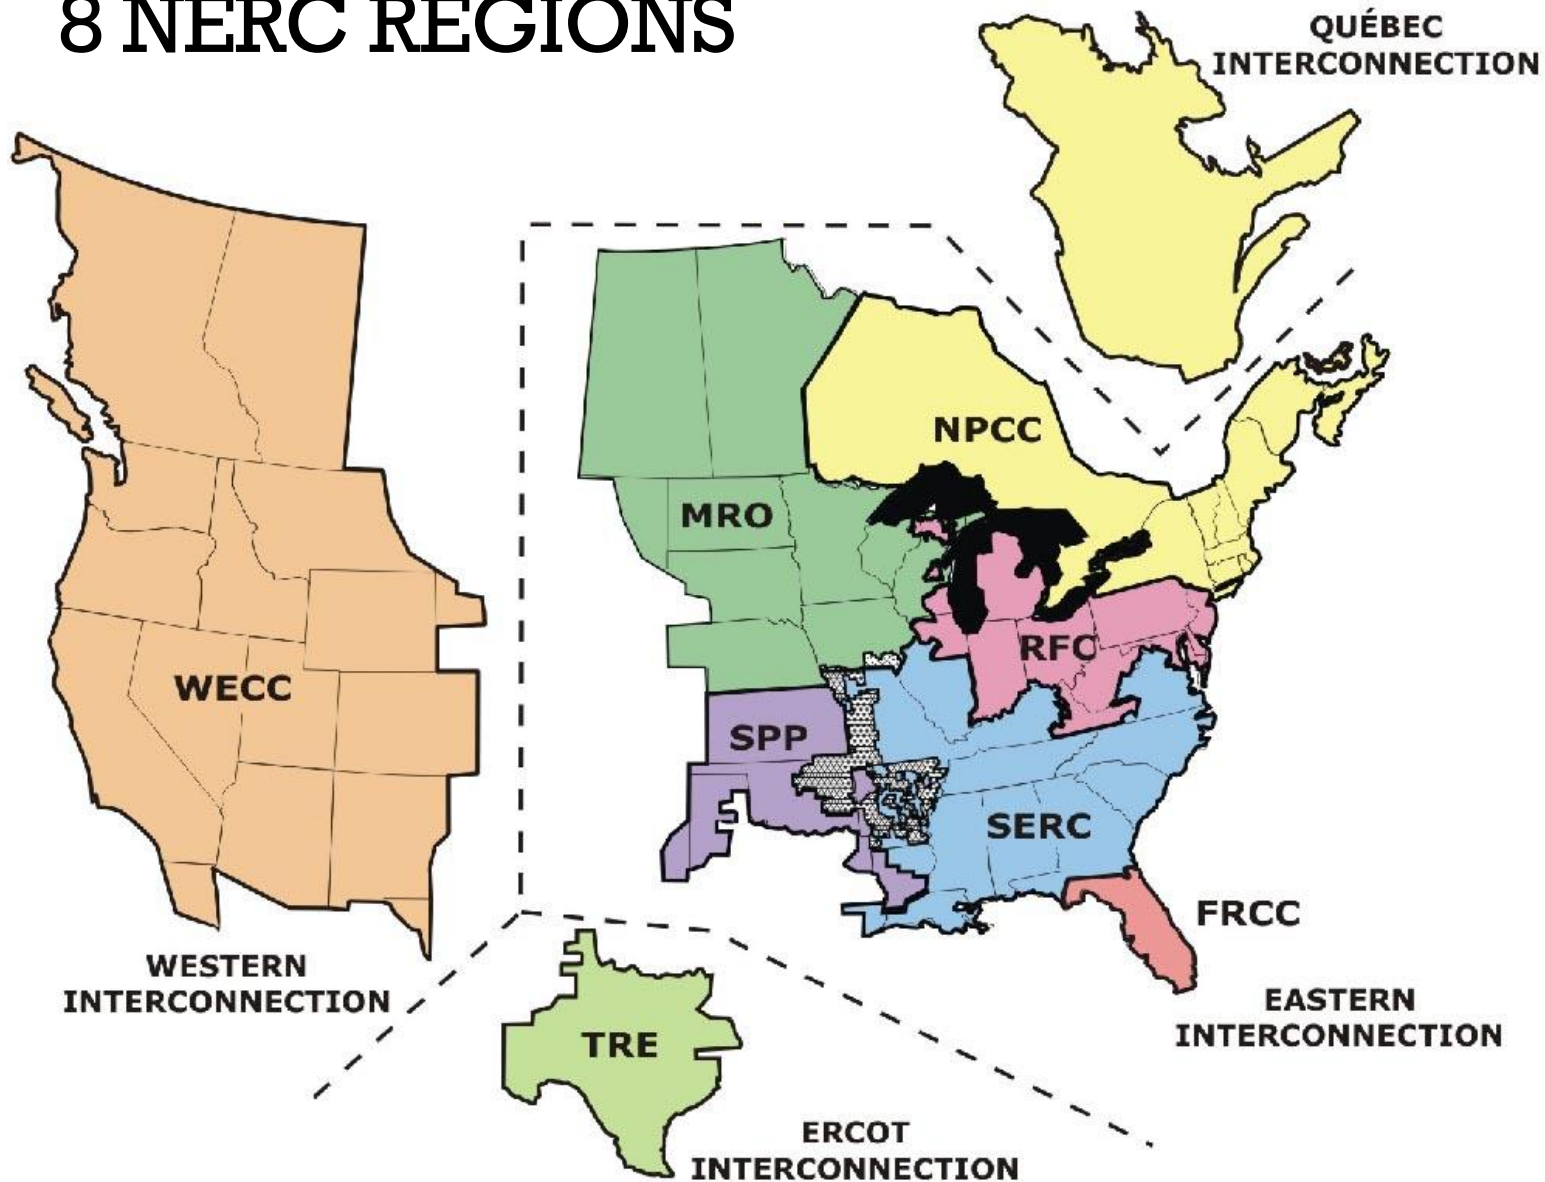 8 NERC REGIONS
QUÉBEC
INTERCONNECTION
NPCC
MRO
RFC
WECC
SPP
SERC
FRCC
WESTERN
INTERCONNECTION
EASTERN
INTERCONNECTION
TRE
ERCOT
INTERCONNECTION